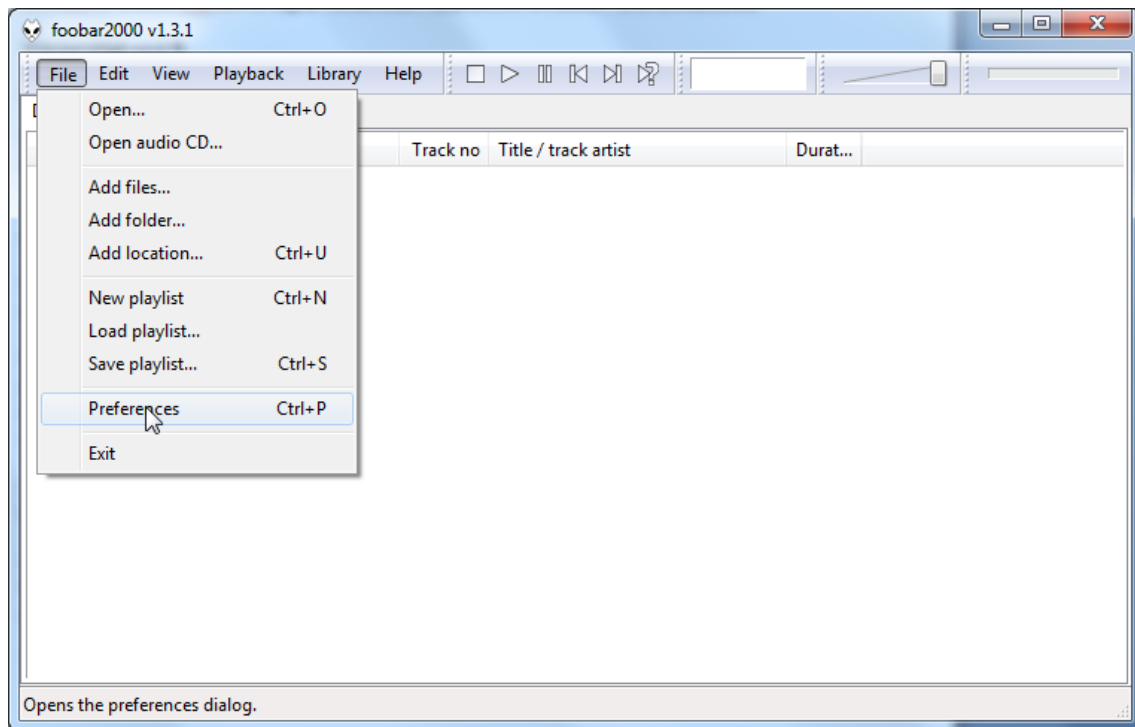 foobar2000 v1.3.1
File Edit View Playback Library Help
Open... Ctrl+O
Open audio CD...
Track no Title / track artist Durat...
Add files...
Add folder...
Add location... Ctrl+U
New playlist Ctrl+N
Load playlist...
Save playlist... Ctrl+S
Preferences Ctrl+P
Exit
Opens the preferences dialog.